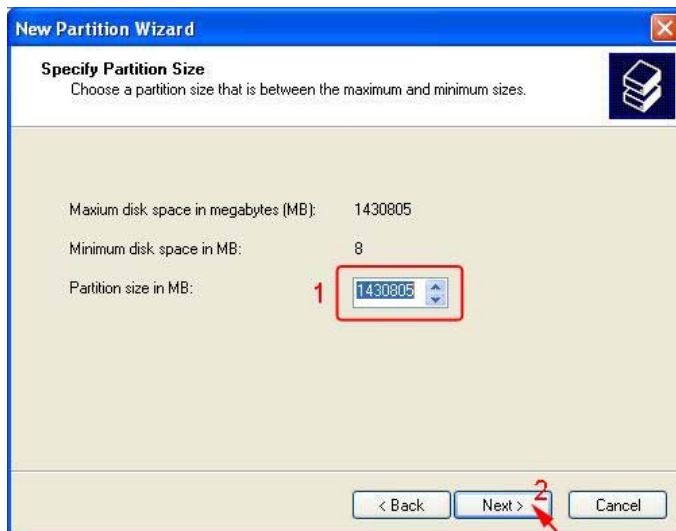 New Partition Wizard
Specify Partition Size
Choose a partition size that is between the maximum and minimum sizes.
Maxium disk space in megabytes (MB): 1430805
Minimum disk space in MB: 8
Partition size in MB: 1 1430805
< Back Next > 2 Cancel